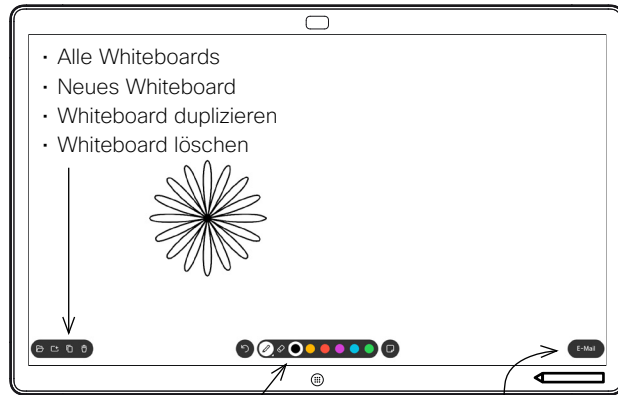 · Alle Whiteboards
· Neues Whiteboard
· Whiteboard duplizieren
· Whiteboard löschen
E-Mail